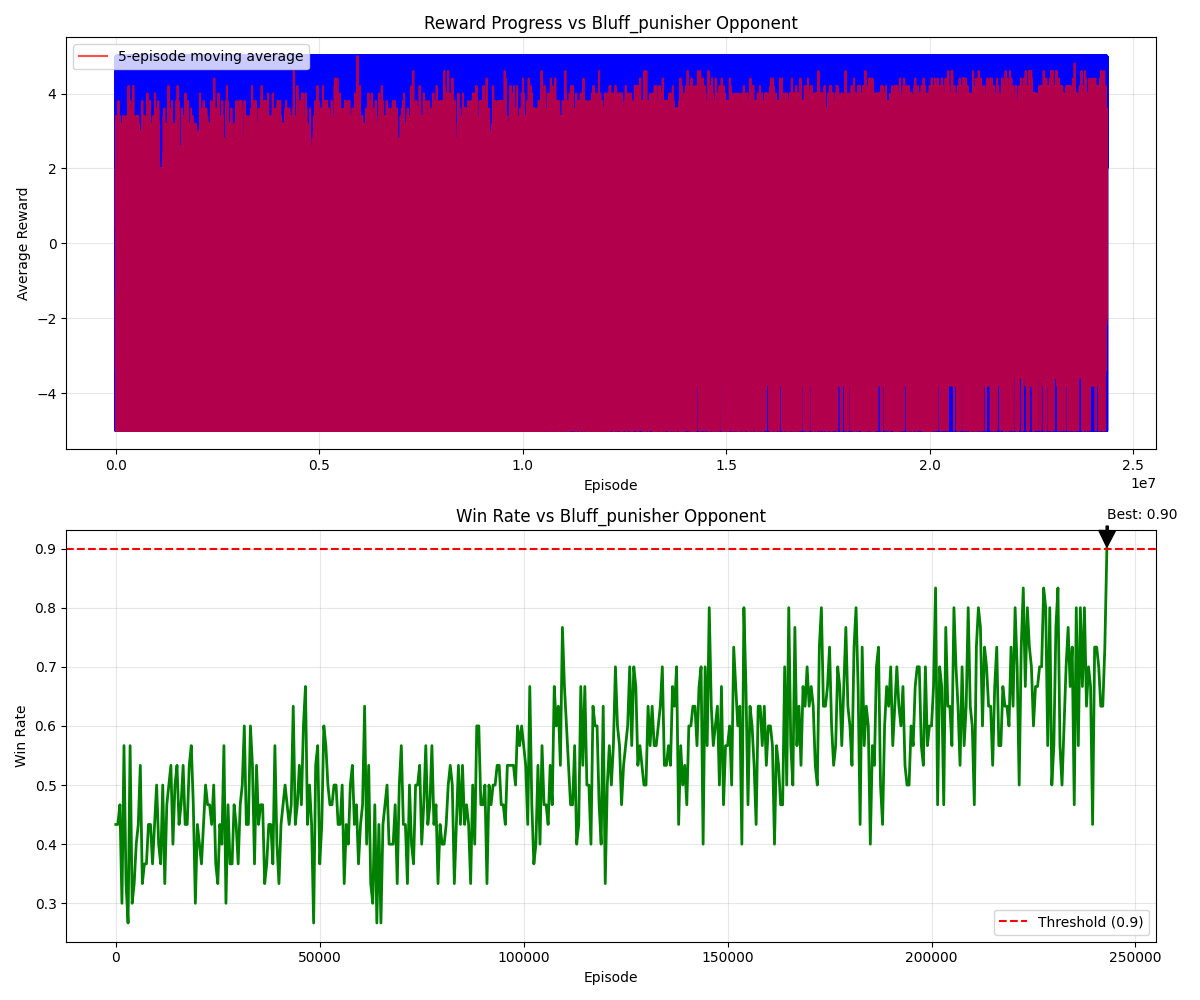 Reward Progress vs Bluff_punisher Opponent
5-episode moving average
Average Reward
4
2
0
−2
−4
0.0 0.5 1.0 1.5 2.0 2.5
1e7
Episode
Win Rate vs Bluff_punisher Opponent
Best: 0.90
Win Rate
0.9
0.8
0.7
0.6
0.5
0.4
0.3
Threshold (0.9)
0 50000 100000 150000 200000 250000
Episode